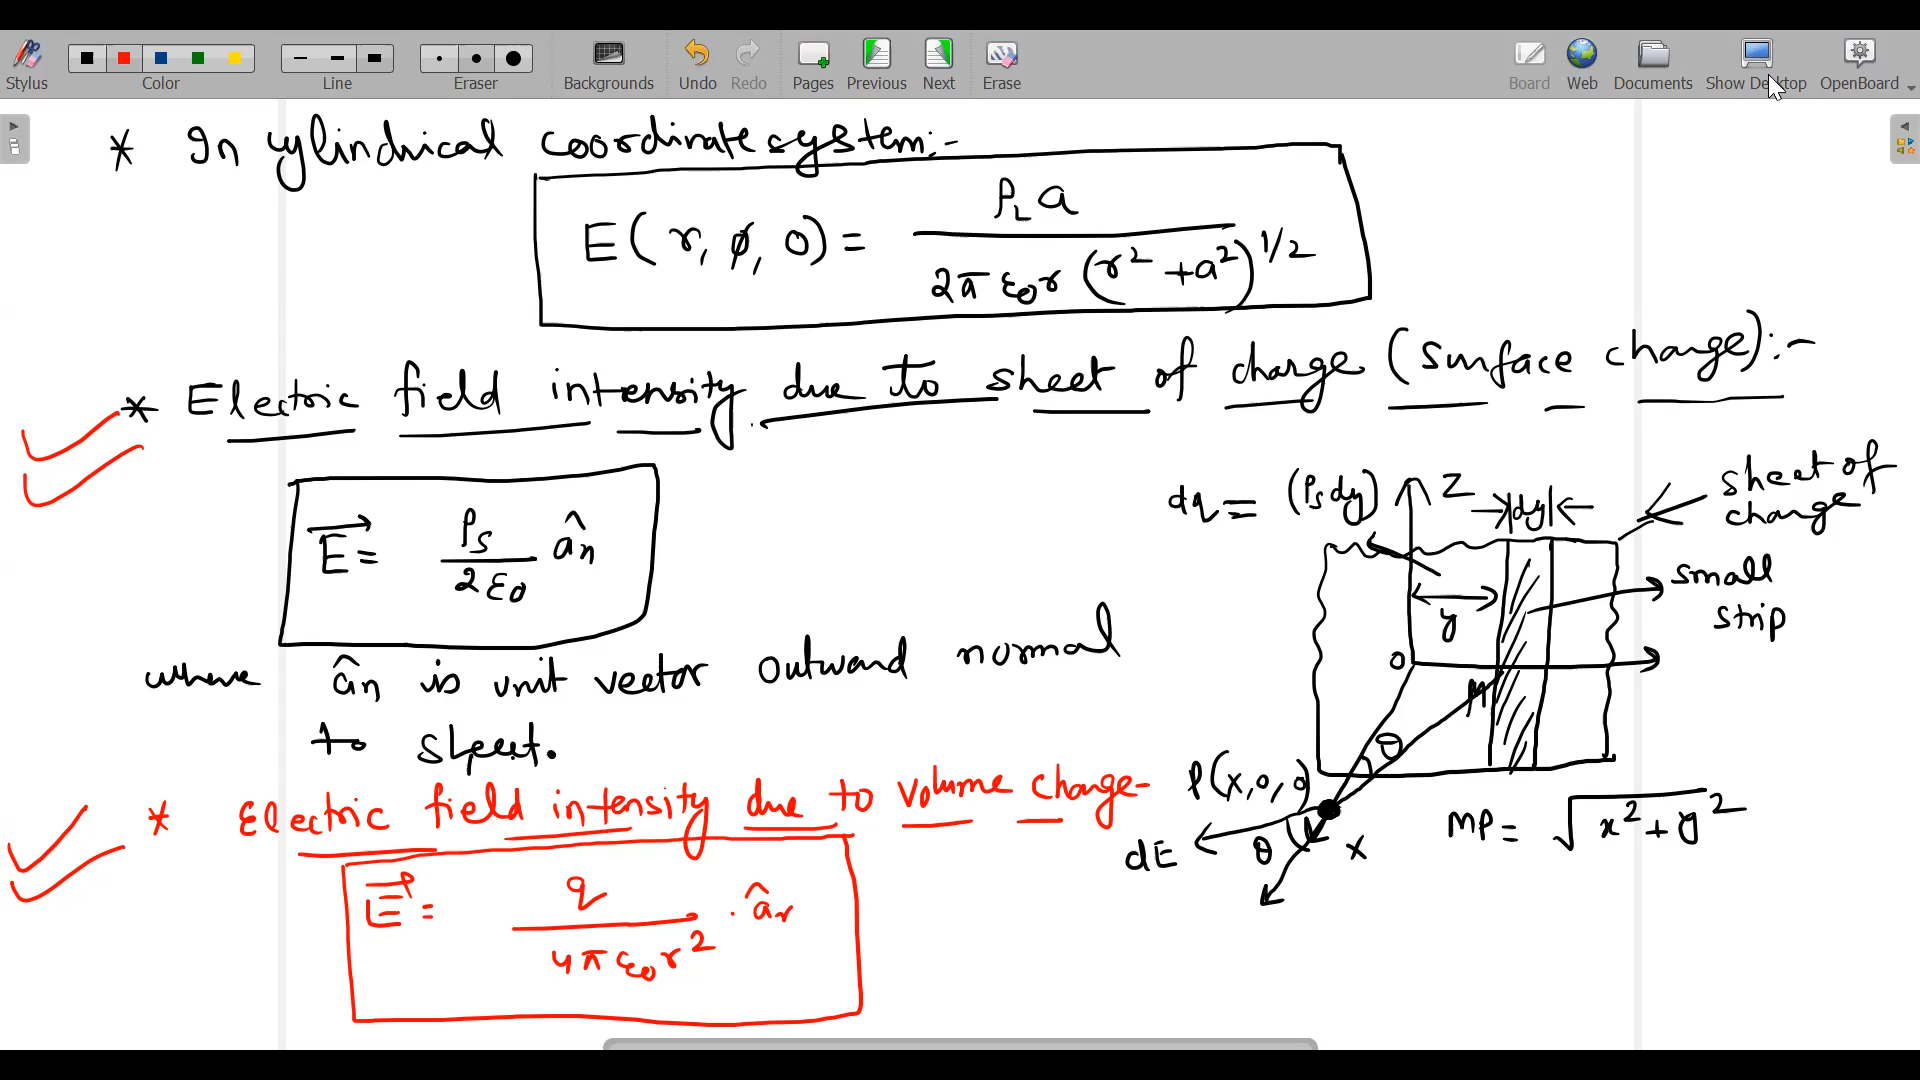 Stylus Color Line Eraser Backgrounds Undo Redo Pages Previous Next Erase Board Web Documents Show Desktop OpenBoard
* In cylindrical coordinate system:-
E(r, ϕ, 0) = ρL a / 2π ε0 r (r² + a²)^1/2
* Electric field intensity due to sheet of charge (surface charge):-
E = ρs / 2ε0 ân
where ân is unit vector outward normal
to sheet.
dq = (ρs dy)
Z
dy
sheet of
charge
y
small
strip
O
M
θ
P(x,0,0)
dE
θ
x
MP = √x² + y²
* Electric field intensity due to volume charge-
E = q / 4π ε0 r² . âr